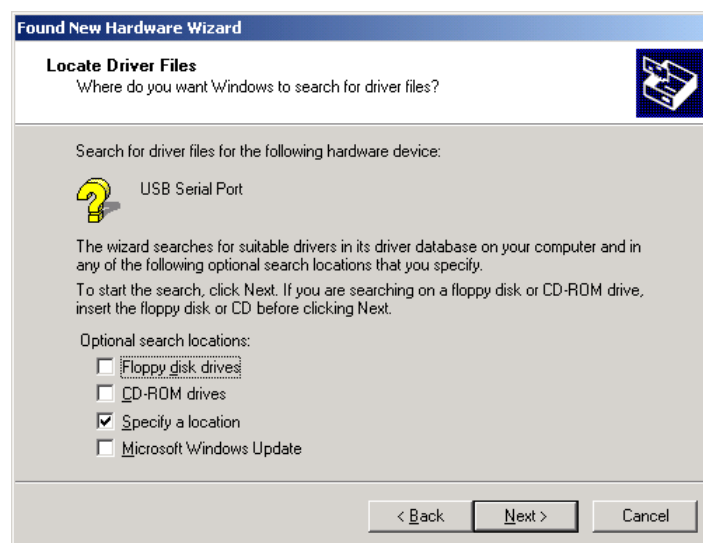 Found New Hardware Wizard
Locate Driver Files
Where do you want Windows to search for driver files?
Search for driver files for the following hardware device:
USB Serial Port
The wizard searches for suitable drivers in its driver database on your computer and in
any of the following optional search locations that you specify.
To start the search, click Next. If you are searching on a floppy disk or CD-ROM drive,
insert the floppy disk or CD before clicking Next.
Optional search locations:
Floppy disk drives
CD-ROM drives
Specify a location
Microsoft Windows Update
< Back
Next >
Cancel